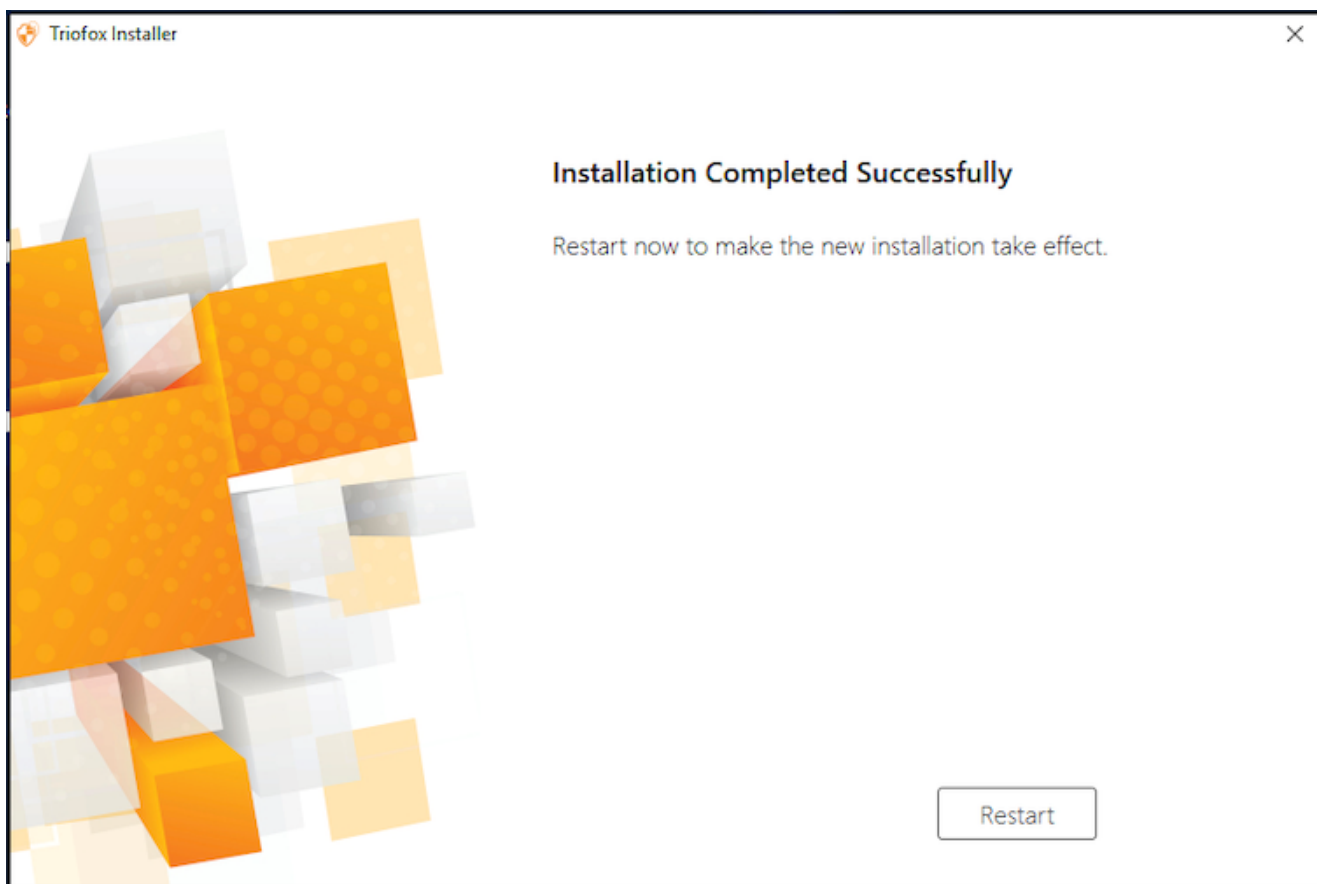 Triofox Installer
Installation Completed Successfully
Restart now to make the new installation take effect.
Restart